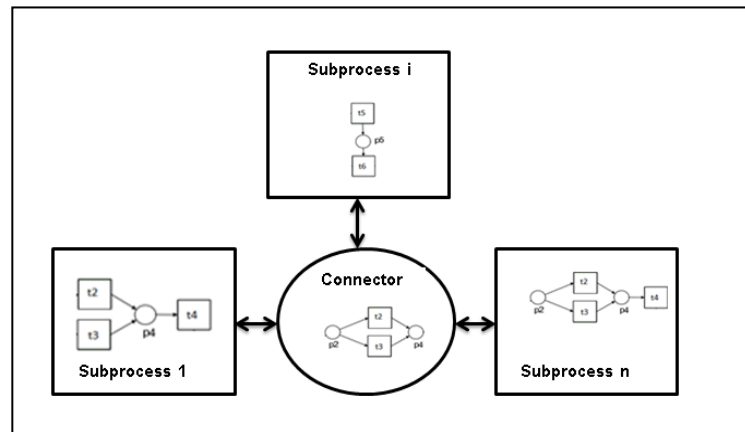 Subprocess i
t5
p5
t6
t2
t3
p4
t4
Subprocess 1
Connector
p2
t2
t3
p4
p2
t2
t3
p4
t4
Subprocess n